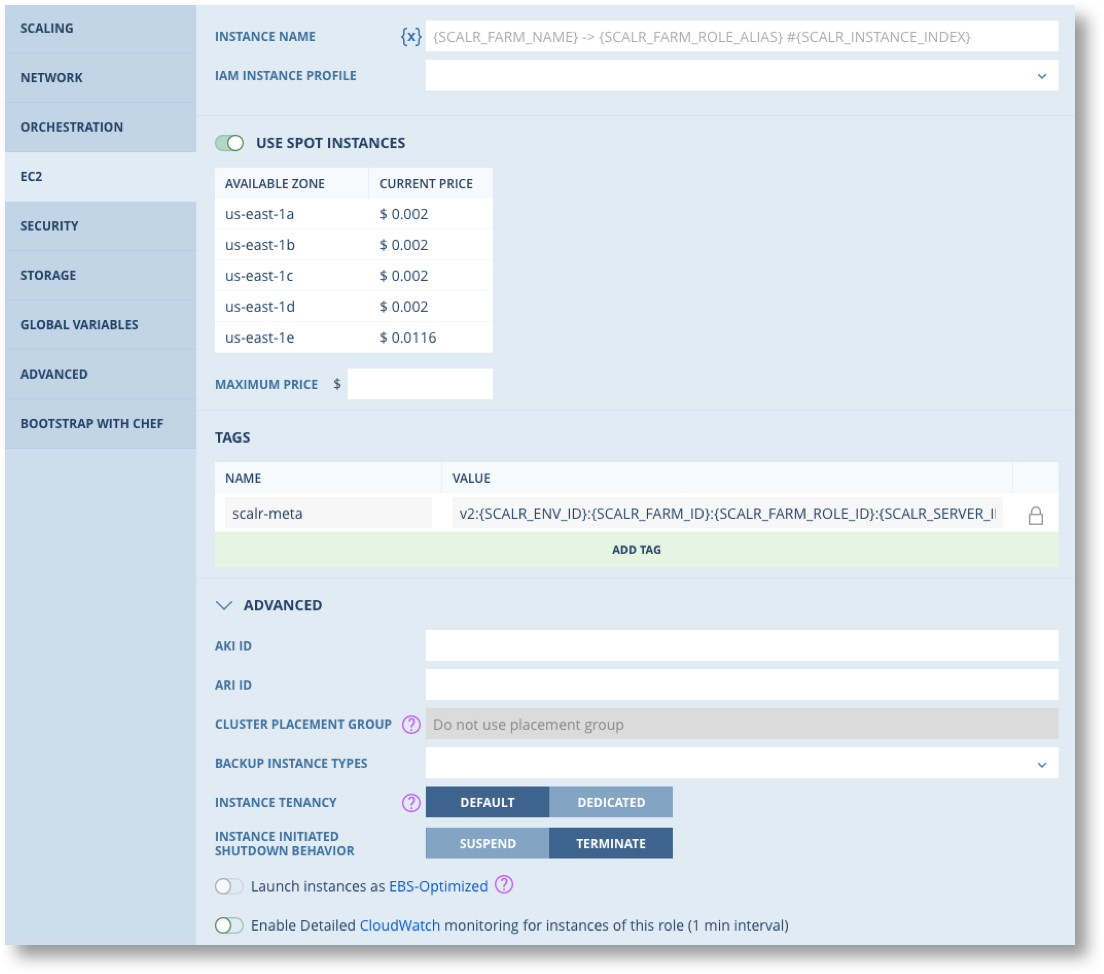 SCALING
NETWORK
ORCHESTRATION
EC2
SECURITY
STORAGE
GLOBAL VARIABLES
ADVANCED
BOOTSTRAP WITH CHEF
INSTANCE NAME {x} {SCALR_FARM_NAME} -> {SCALR_FARM_ROLE_ALIAS} #{SCALR_INSTANCE_INDEX}
IAM INSTANCE PROFILE
USE SPOT INSTANCES
AVAILABLE ZONE CURRENT PRICE
us-east-1a $ 0.002
us-east-1b $ 0.002
us-east-1c $ 0.002
us-east-1d $ 0.002
us-east-1e $ 0.0116
MAXIMUM PRICE $
TAGS
NAME VALUE
scalr-meta v2:{SCALR_ENV_ID}:{SCALR_FARM_ID}:{SCALR_FARM_ROLE_ID}:{SCALR_SERVER_I
ADD TAG
ADVANCED
AKI ID
ARI ID
CLUSTER PLACEMENT GROUP ? Do not use placement group
BACKUP INSTANCE TYPES
INSTANCE TENANCY ? DEFAULT DEDICATED
INSTANCE INITIATED
SHUTDOWN BEHAVIOR SUSPEND TERMINATE
Launch instances as EBS-Optimized ?
Enable Detailed CloudWatch monitoring for instances of this role (1 min interval)